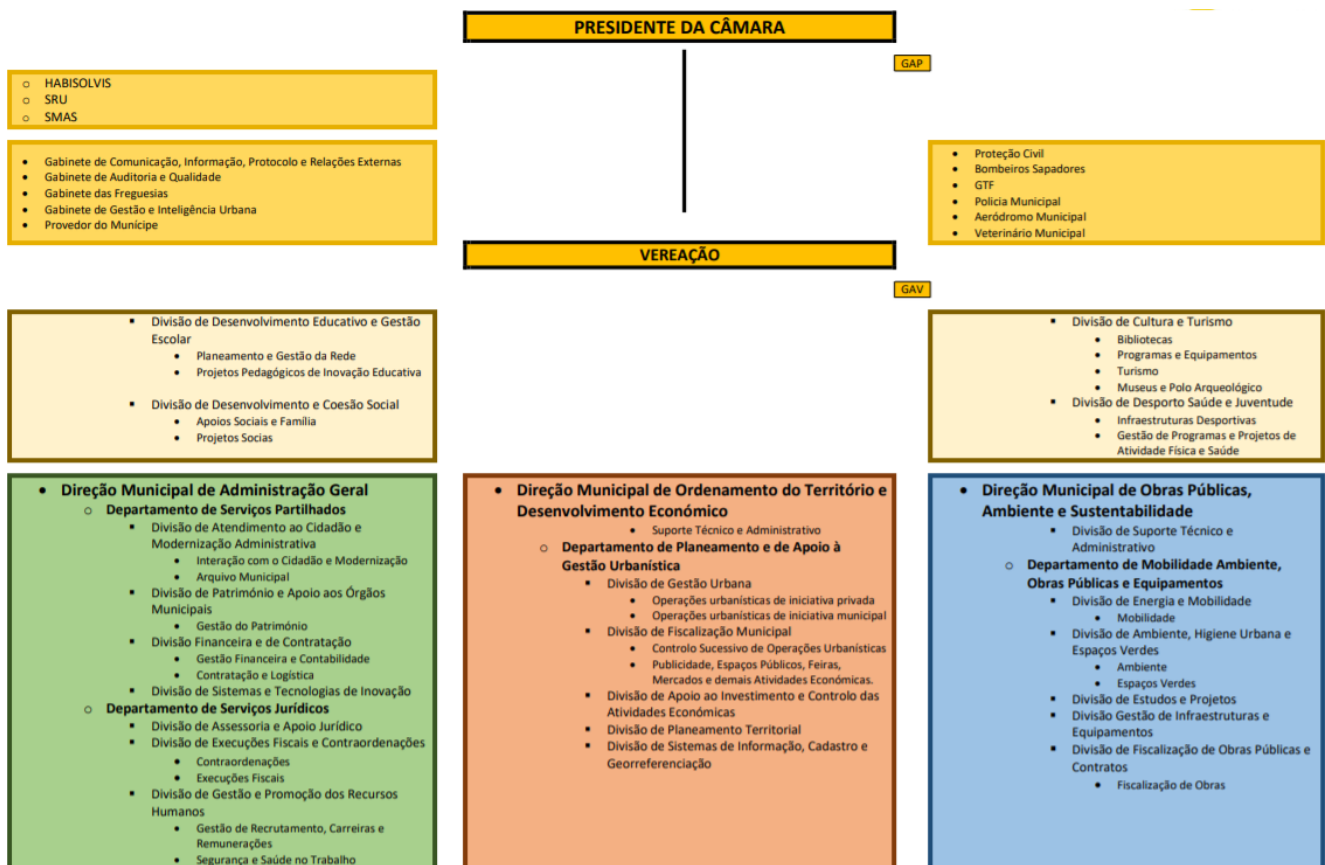 PRESIDENTE DA CÂMARA
GAP
○ HABISOLVIS
○ SRU
○ SMAS
• Gabinete de Comunicação, Informação, Protocolo e Relações Externas
• Gabinete de Auditoria e Qualidade
• Gabinete das Freguesias
• Gabinete de Gestão e Inteligência Urbana
• Provedor do Munícipe
• Proteção Civil
• Bombeiros Sapadores
• GTF
• Policia Municipal
• Aeródromo Municipal
• Veterinário Municipal
VEREAÇÃO
GAV
▪ Divisão de Desenvolvimento Educativo e Gestão
Escolar
• Planeamento e Gestão da Rede
• Projetos Pedagógicos de Inovação Educativa
▪ Divisão de Desenvolvimento e Coesão Social
• Apoios Sociais e Família
• Projetos Socias
▪ Divisão de Cultura e Turismo
• Bibliotecas
• Programas e Equipamentos
• Turismo
• Museus e Polo Arqueológico
▪ Divisão de Desporto Saúde e Juventude
• Infraestruturas Desportivas
• Gestão de Programas e Projetos de
Atividade Física e Saúde
• Direção Municipal de Administração Geral
○ Departamento de Serviços Partilhados
▪ Divisão de Atendimento ao Cidadão e
Modernização Administrativa
• Interação com o Cidadão e Modernização
• Arquivo Municipal
▪ Divisão de Património e Apoio aos Órgãos
Municipais
• Gestão do Património
▪ Divisão Financeira e de Contratação
• Gestão Financeira e Contabilidade
• Contratação e Logística
▪ Divisão de Sistemas e Tecnologias de Inovação
○ Departamento de Serviços Jurídicos
▪ Divisão de Assessoria e Apoio Jurídico
▪ Divisão de Execuções Fiscais e Contraordenações
• Contraordenações
• Execuções Fiscais
▪ Divisão de Gestão e Promoção dos Recursos
Humanos
• Gestão de Recrutamento, Carreiras e
Remunerações
• Segurança e Saúde no Trabalho
• Direção Municipal de Ordenamento do Território e
Desenvolvimento Económico
• Suporte Técnico e Administrativo
○ Departamento de Planeamento e de Apoio à
Gestão Urbanística
▪ Divisão de Gestão Urbana
• Operações urbanísticas de iniciativa privada
• Operações urbanísticas de iniciativa municipal
▪ Divisão de Fiscalização Municipal
• Controlo Sucessivo de Operações Urbanísticas
• Publicidade, Espaços Públicos, Feiras,
Mercados e demais Atividades Económicas.
▪ Divisão de Apoio ao Investimento e Controlo das
Atividades Económicas
▪ Divisão de Planeamento Territorial
▪ Divisão de Sistemas de Informação, Cadastro e
Georreferenciação
• Direção Municipal de Obras Públicas,
Ambiente e Sustentabilidade
▪ Divisão de Suporte Técnico e
Administrativo
○ Departamento de Mobilidade Ambiente,
Obras Públicas e Equipamentos
▪ Divisão de Energia e Mobilidade
• Mobilidade
▪ Divisão de Ambiente, Higiene Urbana e
Espaços Verdes
• Ambiente
• Espaços Verdes
▪ Divisão de Estudos e Projetos
▪ Divisão Gestão de Infraestruturas e
Equipamentos
▪ Divisão de Fiscalização de Obras Públicas e
Contratos
• Fiscalização de Obras